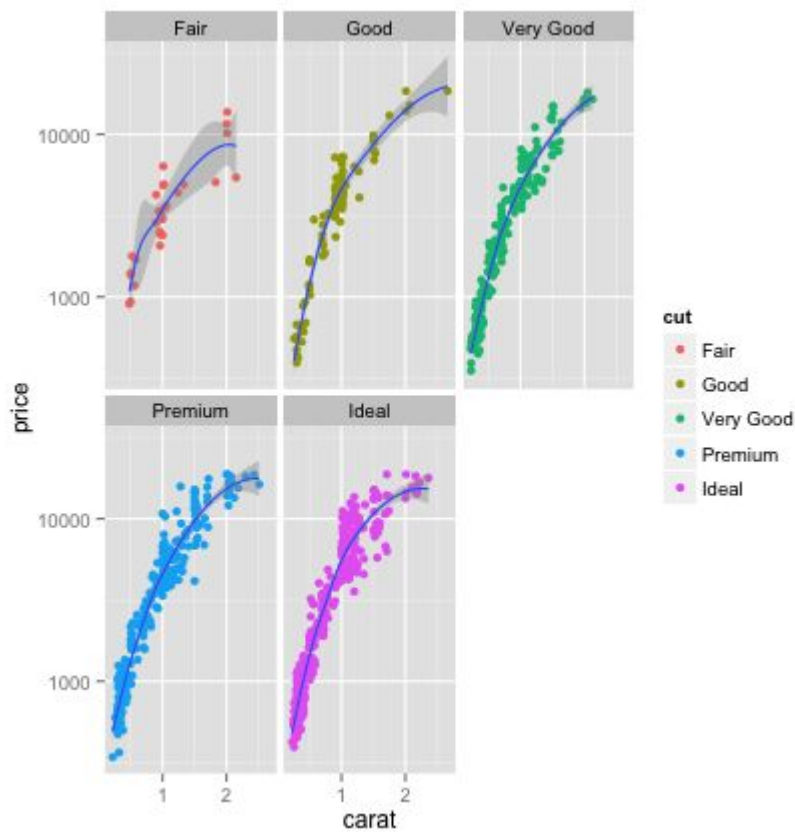 Fair
Good
Very Good
10000
1000
price
cut
Fair
Good
Very Good
Premium
Ideal
Premium
Ideal
10000
1000
1
2
1
2
carat